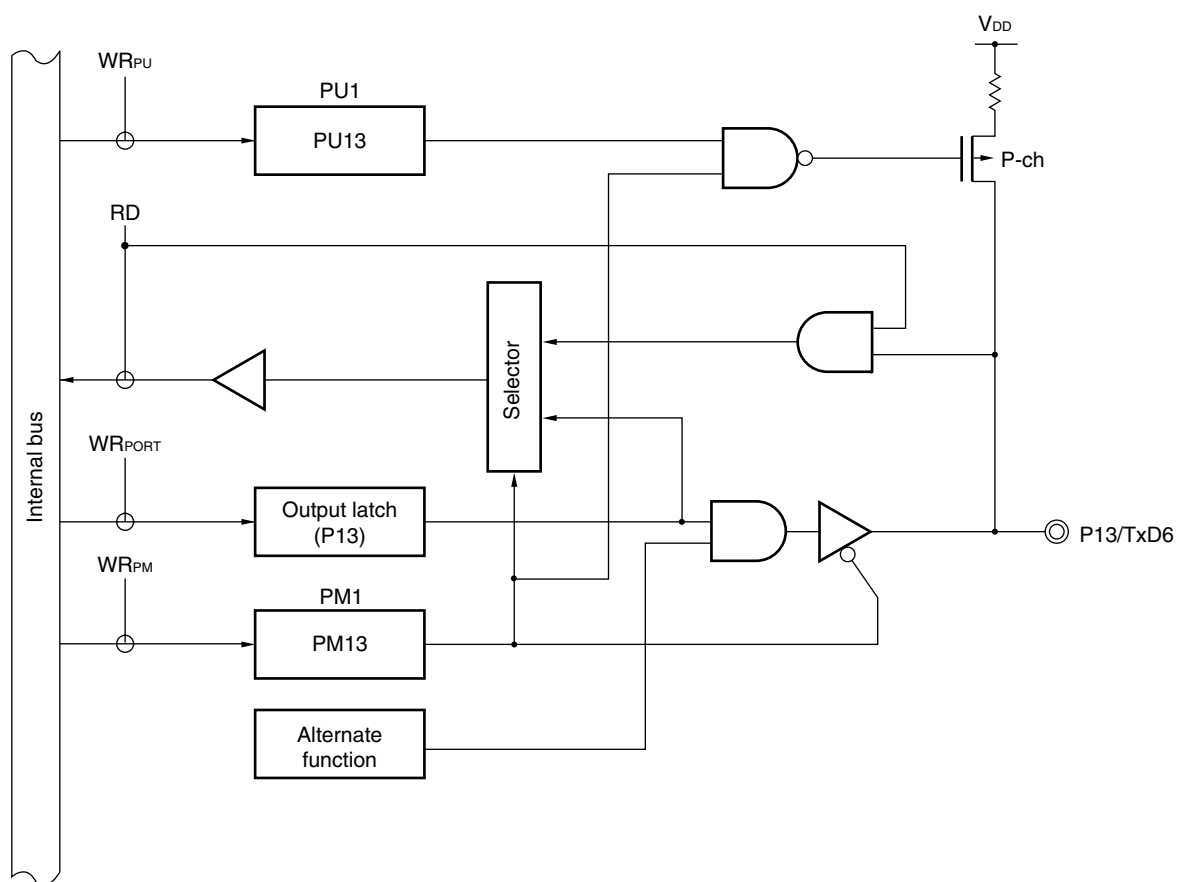 VDD
WRPU
PU1
PU13
P-ch
RD
Selector
Internal bus
WRPORT
Output latch
(P13)
P13/TxD6
WRPM
PM1
PM13
Alternate
function